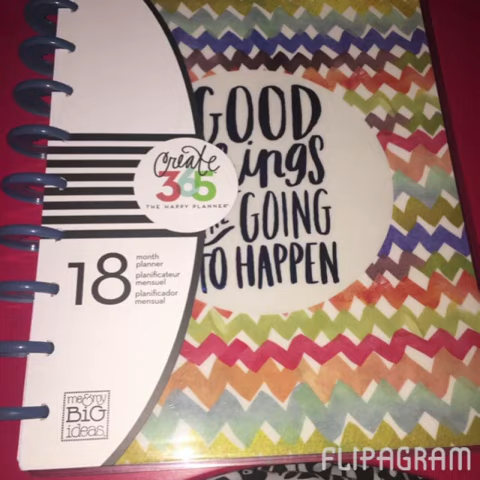 GOOD
ings
GOING
TO HAPPEN
Create
365
THE HAPPY PLANNER
18
month
planner
planificateur
mensuel
planificador
mensual
me&my
BiG
ideas
FLIPAGRAM